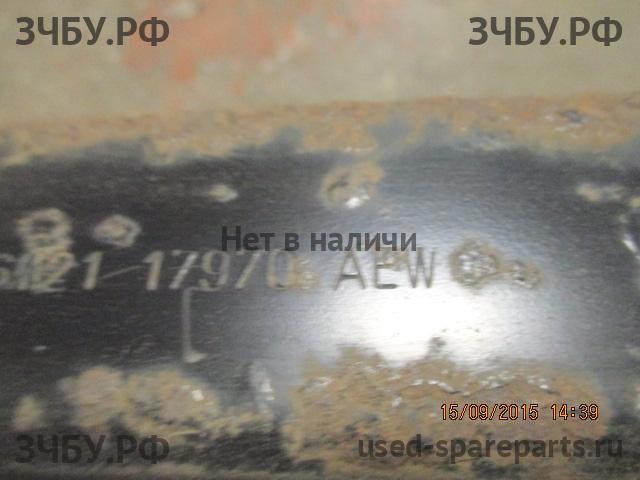 ЗЧБУ.РФ ЗЧБУ.РФ
Нет в наличи
17970 AEW
15/09/2015 14:39
ЗЧБУ.РФ used-spareparts.ru